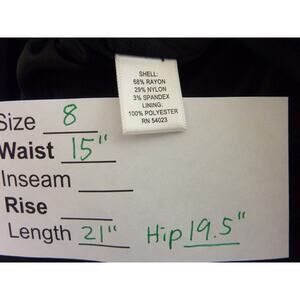 SHELL:
68% RAYON
29% NYLON
3% SPANDEX
LINING:
100% POLYESTER
RN 54023
Size 8
Waist 15"
Inseam
Rise
Length 21" Hip 19.5"